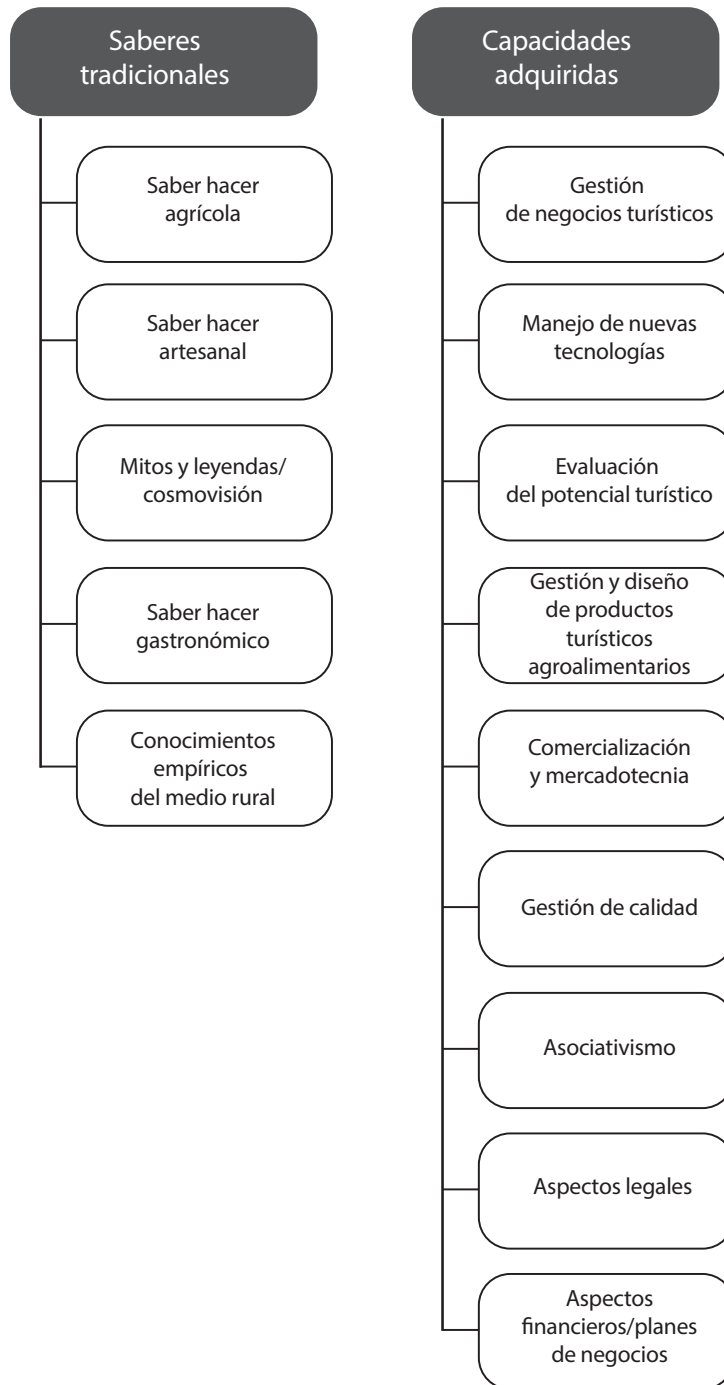 Saberes
tradicionales
Saber hacer
agrícola
Saber hacer
artesanal
Mitos y leyendas/
cosmovisión
Saber hacer
gastronómico
Conocimientos
empíricos
del medio rural
Capacidades
adquiridas
Gestión
de negocios turísticos
Manejo de nuevas
tecnologías
Evaluación
del potencial turístico
Gestión y diseño
de productos
turísticos
agroalimentarios
Comercialización
y mercadotecnia
Gestión de calidad
Asociativismo
Aspectos legales
Aspectos
financieros/planes
de negocios